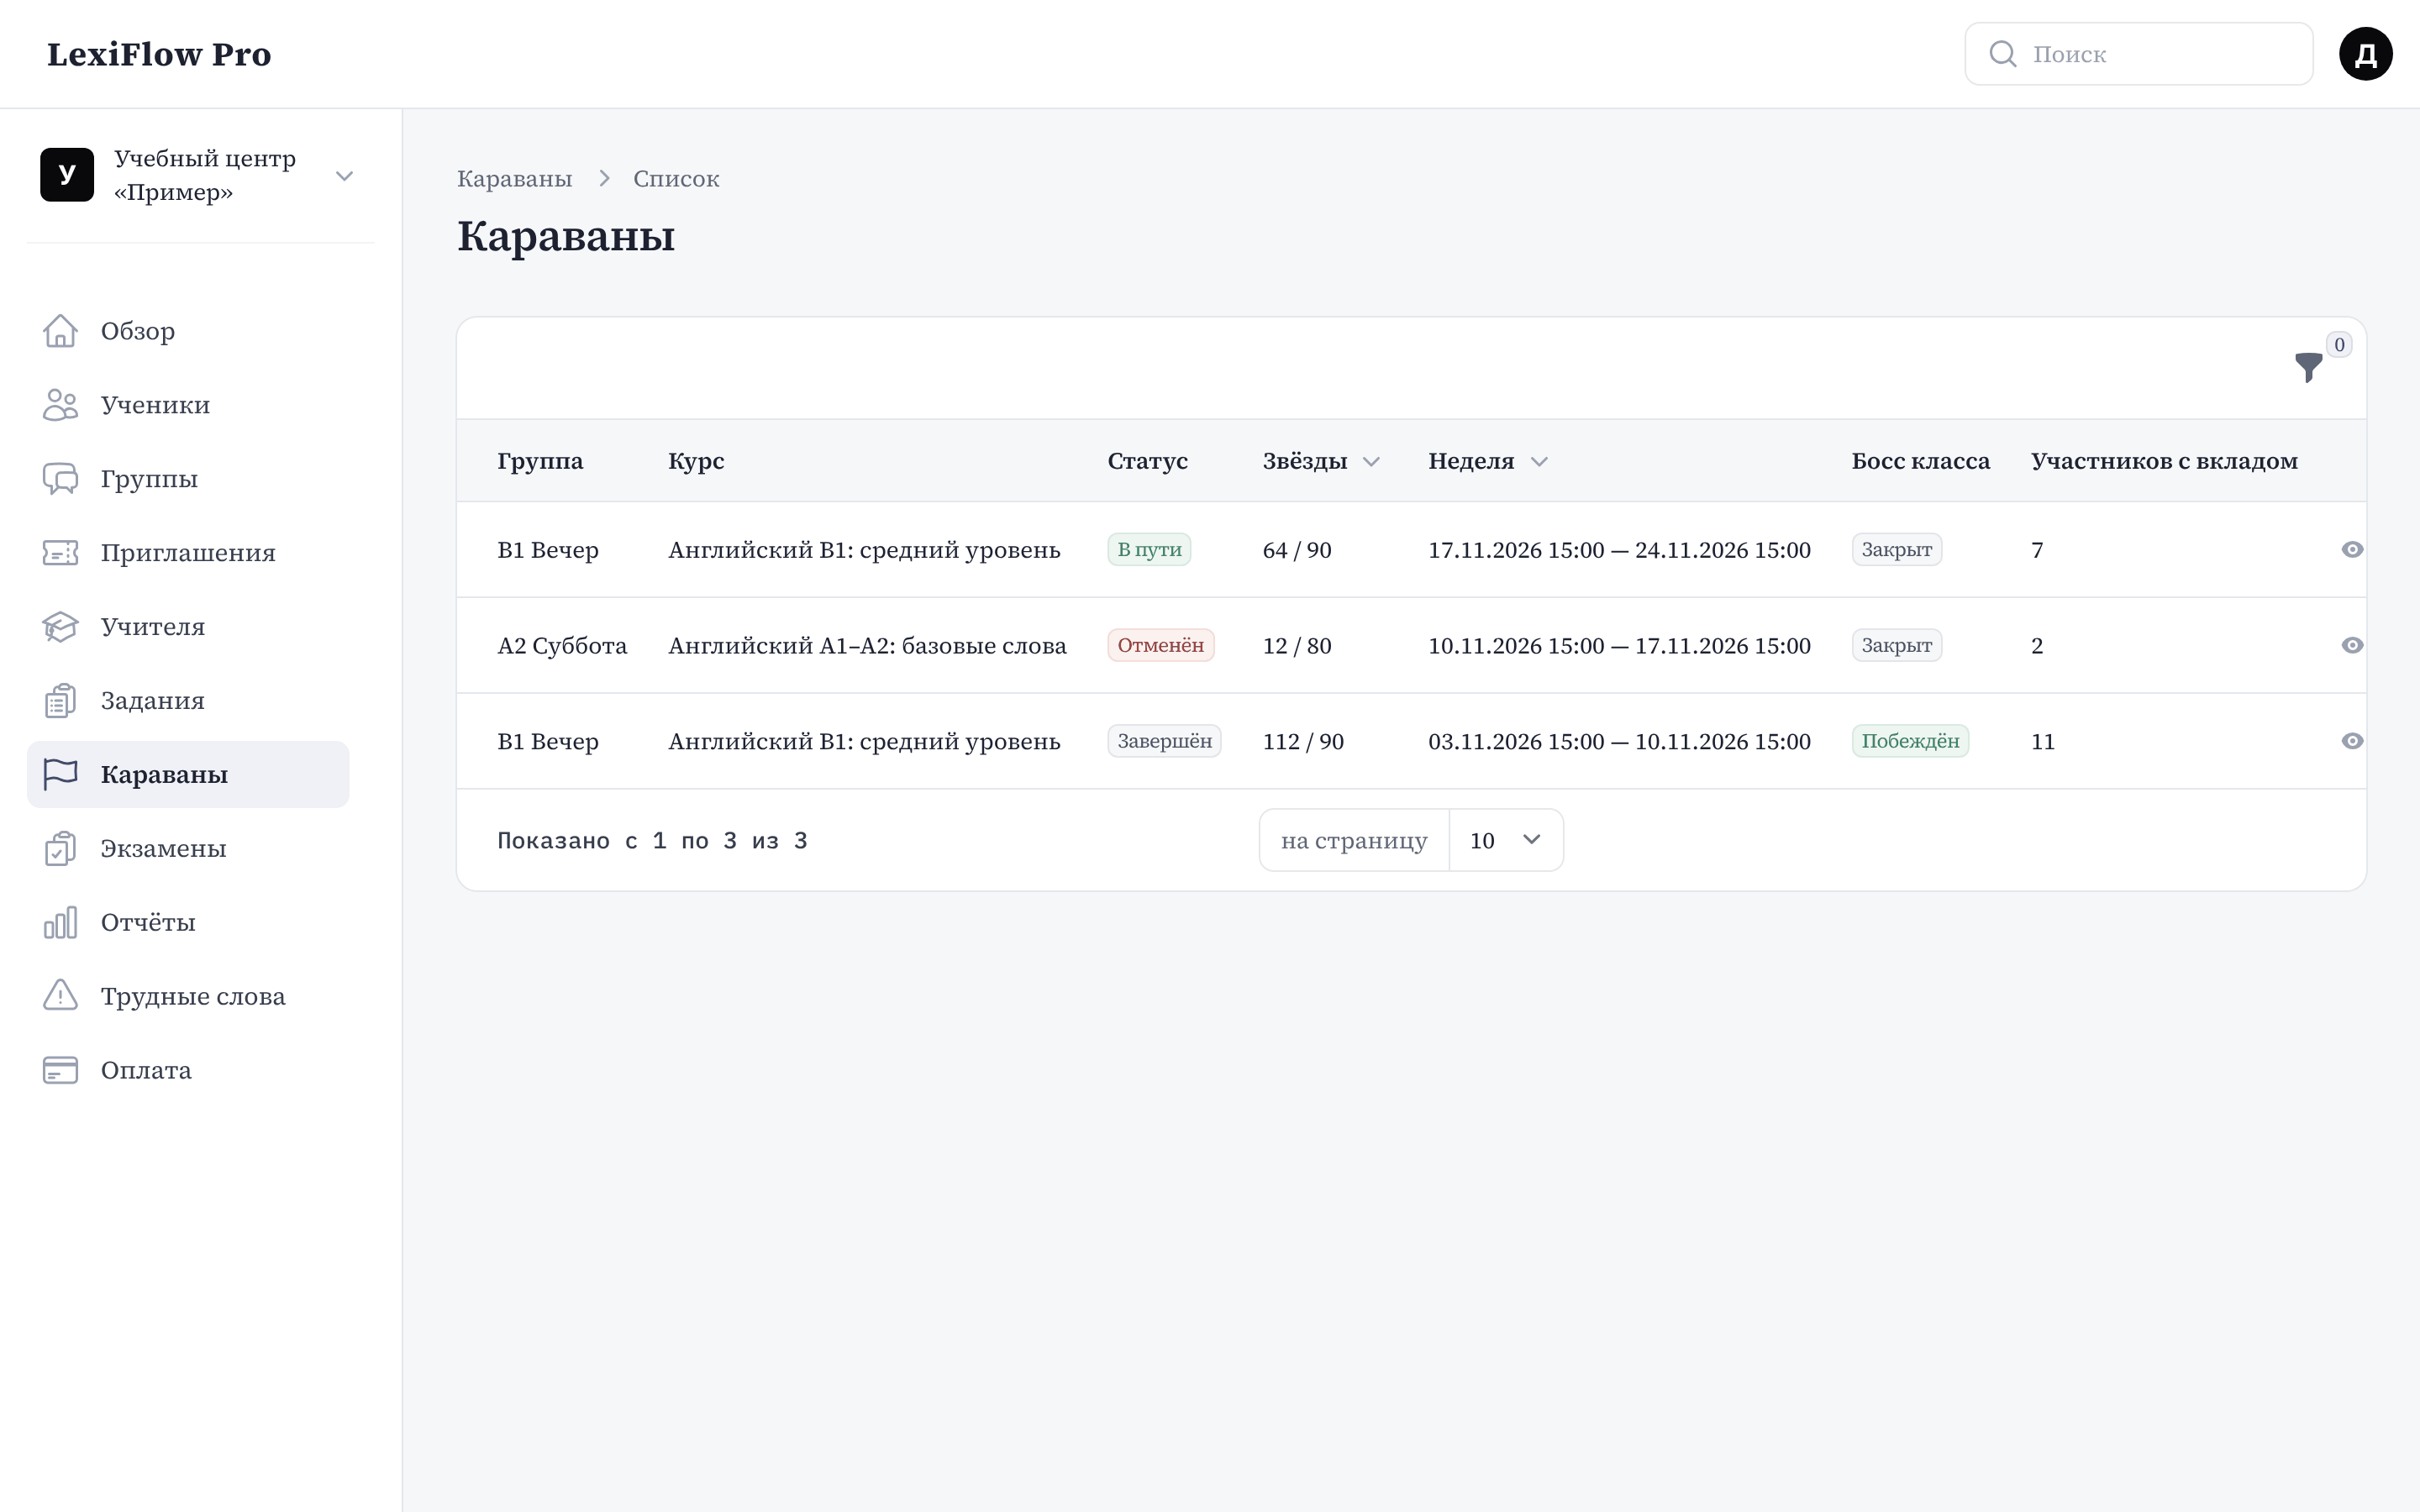 LexiFlow Pro
Поиск
Д
У
Учебный центр
«Пример»
Обзор
Ученики
Группы
Приглашения
Учителя
Задания
Караваны
Экзамены
Отчёты
Трудные слова
Оплата
Караваны Список
Караваны
0
Группа Курс Статус Звёзды Неделя Босс класса Участников с вкладом
B1 Вечер Английский B1: средний уровень В пути 64 / 90 17.11.2026 15:00 — 24.11.2026 15:00 Закрыт 7
A2 Суббота Английский A1–A2: базовые слова Отменён 12 / 80 10.11.2026 15:00 — 17.11.2026 15:00 Закрыт 2
B1 Вечер Английский B1: средний уровень Завершён 112 / 90 03.11.2026 15:00 — 10.11.2026 15:00 Побеждён 11
Показано с 1 по 3 из 3 на страницу 10